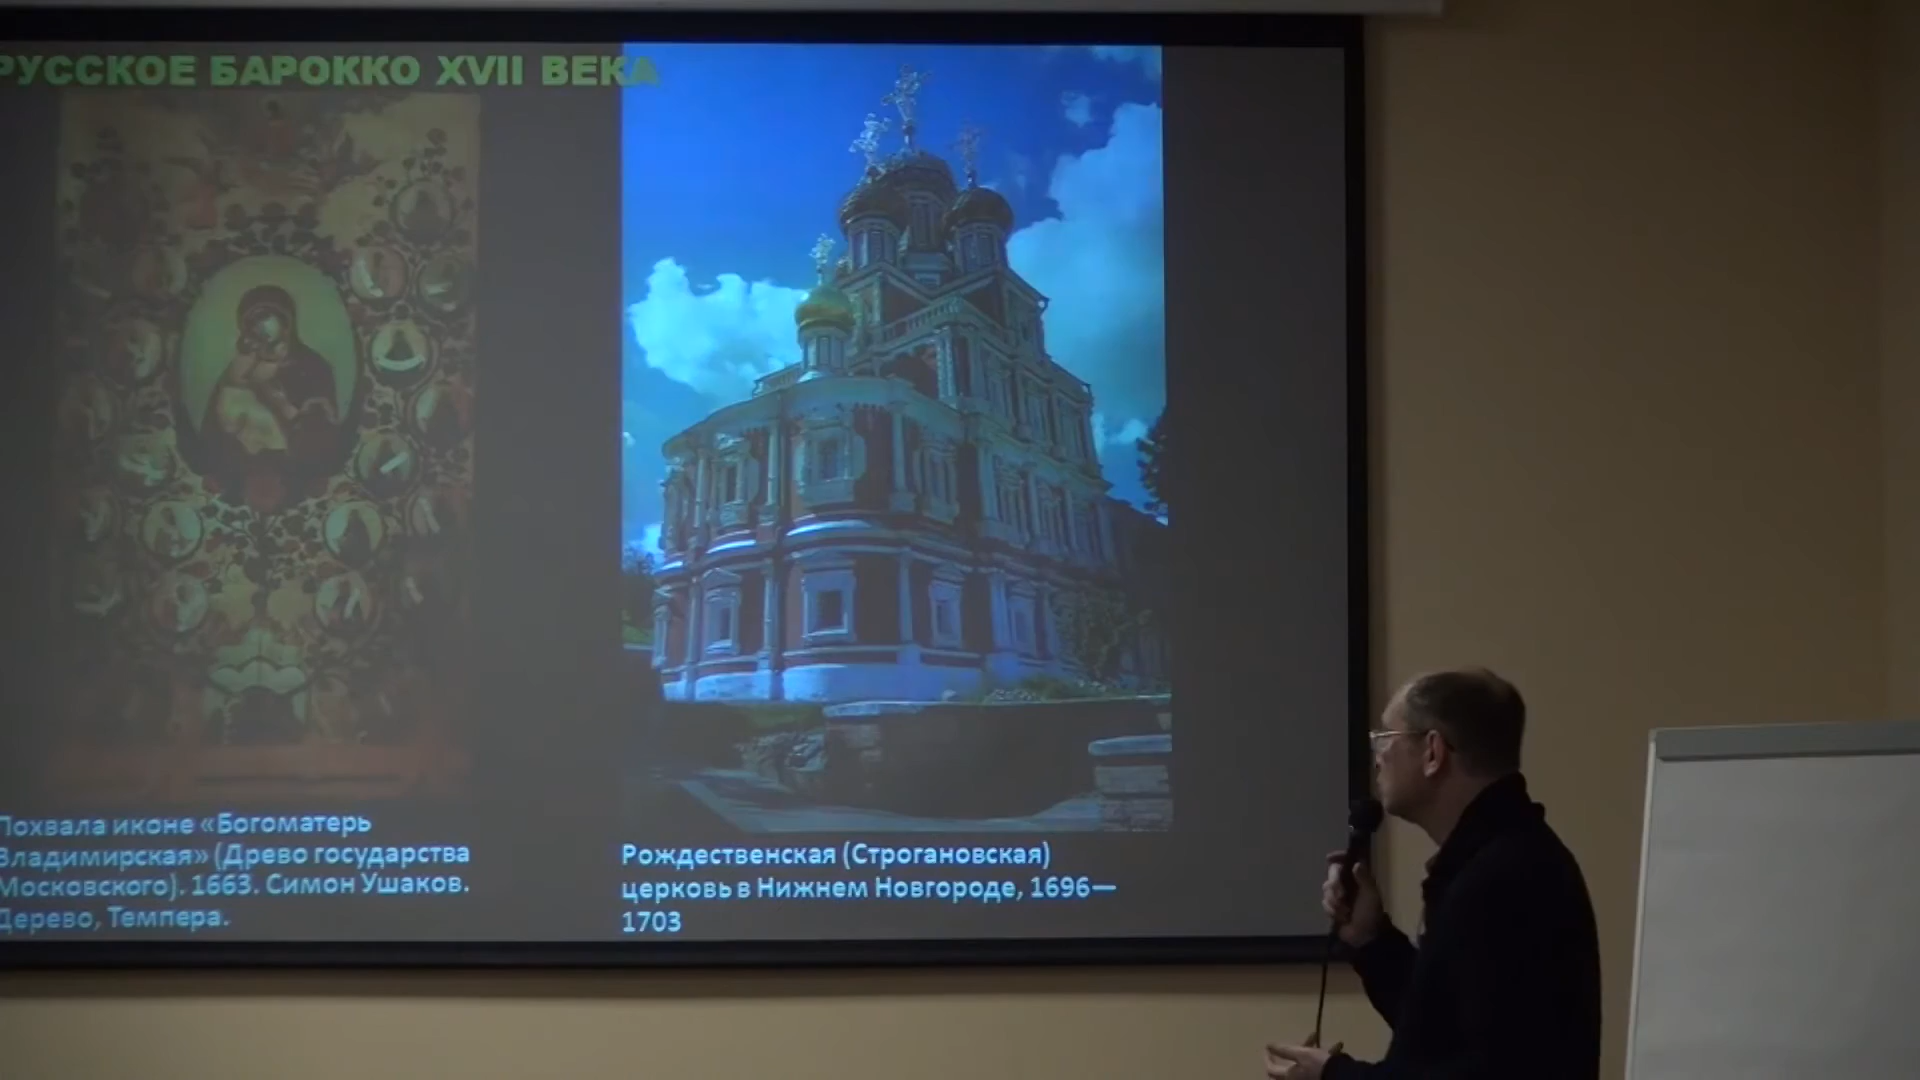 РУССКОЕ БАРОККО XVII ВЕКА
Похвала иконе «Богоматерь
Владимирская» (Древо государства
Московского). 1663. Симон Ушаков.
Дерево, Темпера.
Рождественская (Строгановская)
церковь в Нижнем Новгороде, 1696—
1703